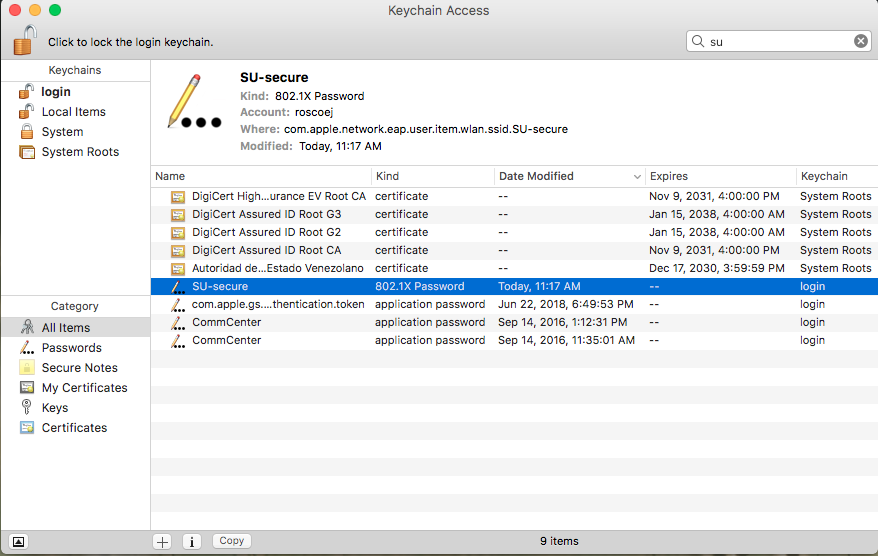 Keychain Access
Click to lock the login keychain.
su
Keychains
login
Local Items
System
System Roots
SU-secure
Kind: 802.1X Password
Account: roscoej
Where: com.apple.network.eap.user.item.wlan.ssid.SU-secure
Modified: Today, 11:17 AM
Name Kind Date Modified Expires Keychain
DigiCert High...urance EV Root CA certificate -- Nov 9, 2031, 4:00:00 PM System Roots
DigiCert Assured ID Root G3 certificate -- Jan 15, 2038, 4:00:00 AM System Roots
DigiCert Assured ID Root G2 certificate -- Jan 15, 2038, 4:00:00 AM System Roots
DigiCert Assured ID Root CA certificate -- Nov 9, 2031, 4:00:00 PM System Roots
Autoridad de...Estado Venezolano certificate -- Dec 17, 2030, 3:59:59 PM System Roots
SU-secure 802.1X Password Today, 11:17 AM -- login
com.apple.gs....thentication.token application password Jun 22, 2018, 6:49:53 PM -- login
CommCenter application password Sep 14, 2016, 1:12:31 PM -- login
CommCenter application password Sep 14, 2016, 11:35:01 AM -- login
Category
All Items
Passwords
Secure Notes
My Certificates
Keys
Certificates
Copy
9 items